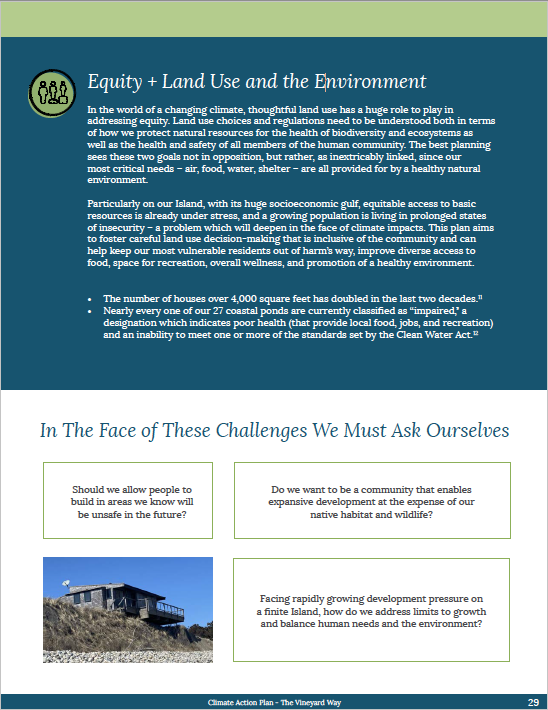 Equity + Land Use and the Environment
In the world of a changing climate, thoughtful land use has a huge role to play in
addressing equity. Land use choices and regulations need to be understood both in terms
of how we protect natural resources for the health of biodiversity and ecosystems as
well as the health and safety of all members of the human community. The best planning
sees these two goals not in opposition, but rather, as inextricably linked, since our
most critical needs – air, food, water, shelter – are all provided for by a healthy natural
environment.
Particularly on our Island, with its huge socioeconomic gulf, equitable access to basic
resources is already under stress, and a growing population is living in prolonged states
of insecurity – a problem which will deepen in the face of climate impacts. This plan aims
to foster careful land use decision-making that is inclusive of the community and can
help keep our most vulnerable residents out of harm’s way, improve diverse access to
food, space for recreation, overall wellness, and promotion of a healthy environment.
• The number of houses over 4,000 square feet has doubled in the last two decades.¹¹
• Nearly every one of our 27 coastal ponds are currently classified as “impaired,” a
designation which indicates poor health (that provide local food, jobs, and recreation)
and an inability to meet one or more of the standards set by the Clean Water Act.¹²
In The Face of These Challenges We Must Ask Ourselves
Should we allow people to
build in areas we know will
be unsafe in the future?
Do we want to be a community that enables
expansive development at the expense of our
native habitat and wildlife?
Facing rapidly growing development pressure on
a finite Island, how do we address limits to growth
and balance human needs and the environment?
Climate Action Plan - The Vineyard Way
29